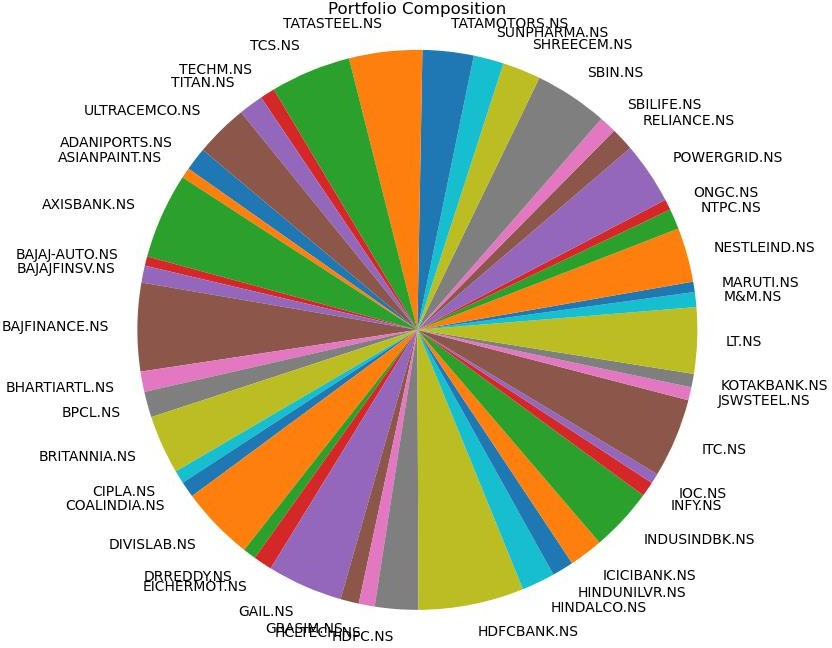 Portfolio Composition
TATASTEEL.NS
TATAMOTORS.NS
SUNPHARMA.NS
SHREECEM.NS
TCS.NS
SBIN.NS
TECHM.NS
TITAN.NS
SBILIFE.NS
RELIANCE.NS
ULTRACEMCO.NS
ADANIPORTS.NS
ASIANPAINT.NS
POWERGRID.NS
ONGC.NS
NTPC.NS
AXISBANK.NS
NESTLEIND.NS
BAJAJ-AUTO.NS
BAJAJFINSV.NS
MARUTI.NS
M&M.NS
BAJFINANCE.NS
LT.NS
BHARTIARTL.NS
KOTAKBANK.NS
JSWSTEEL.NS
BPCL.NS
ITC.NS
BRITANNIA.NS
CIPLA.NS
COALINDIA.NS
IOC.NS
INFY.NS
DIVISLAB.NS
INDUSINDBK.NS
DRREDDY.NS
EICHERMOT.NS
ICICIBANK.NS
HINDUNILVR.NS
HINDALCO.NS
GAIL.NS
GRASIM.NS
HCLTECH.NS
HDFC.NS
HDFCBANK.NS